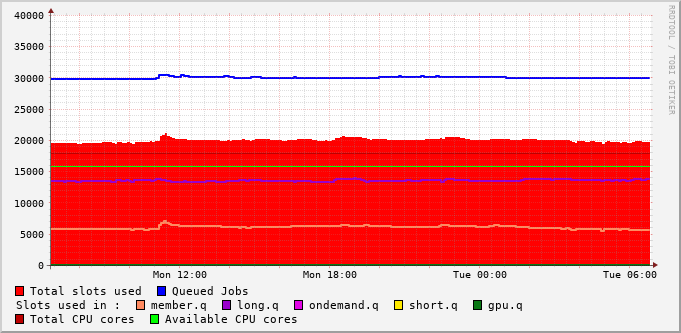 RRDTOOL / TOBI OETIKER
40000
35000
30000
25000
20000
15000
10000
5000
0
Mon 12:00 Mon 18:00 Tue 00:00 Tue 06:00
Total slots used Queued Jobs
Slots used in : member.q long.q ondemand.q short.q gpu.q
Total CPU cores Available CPU cores